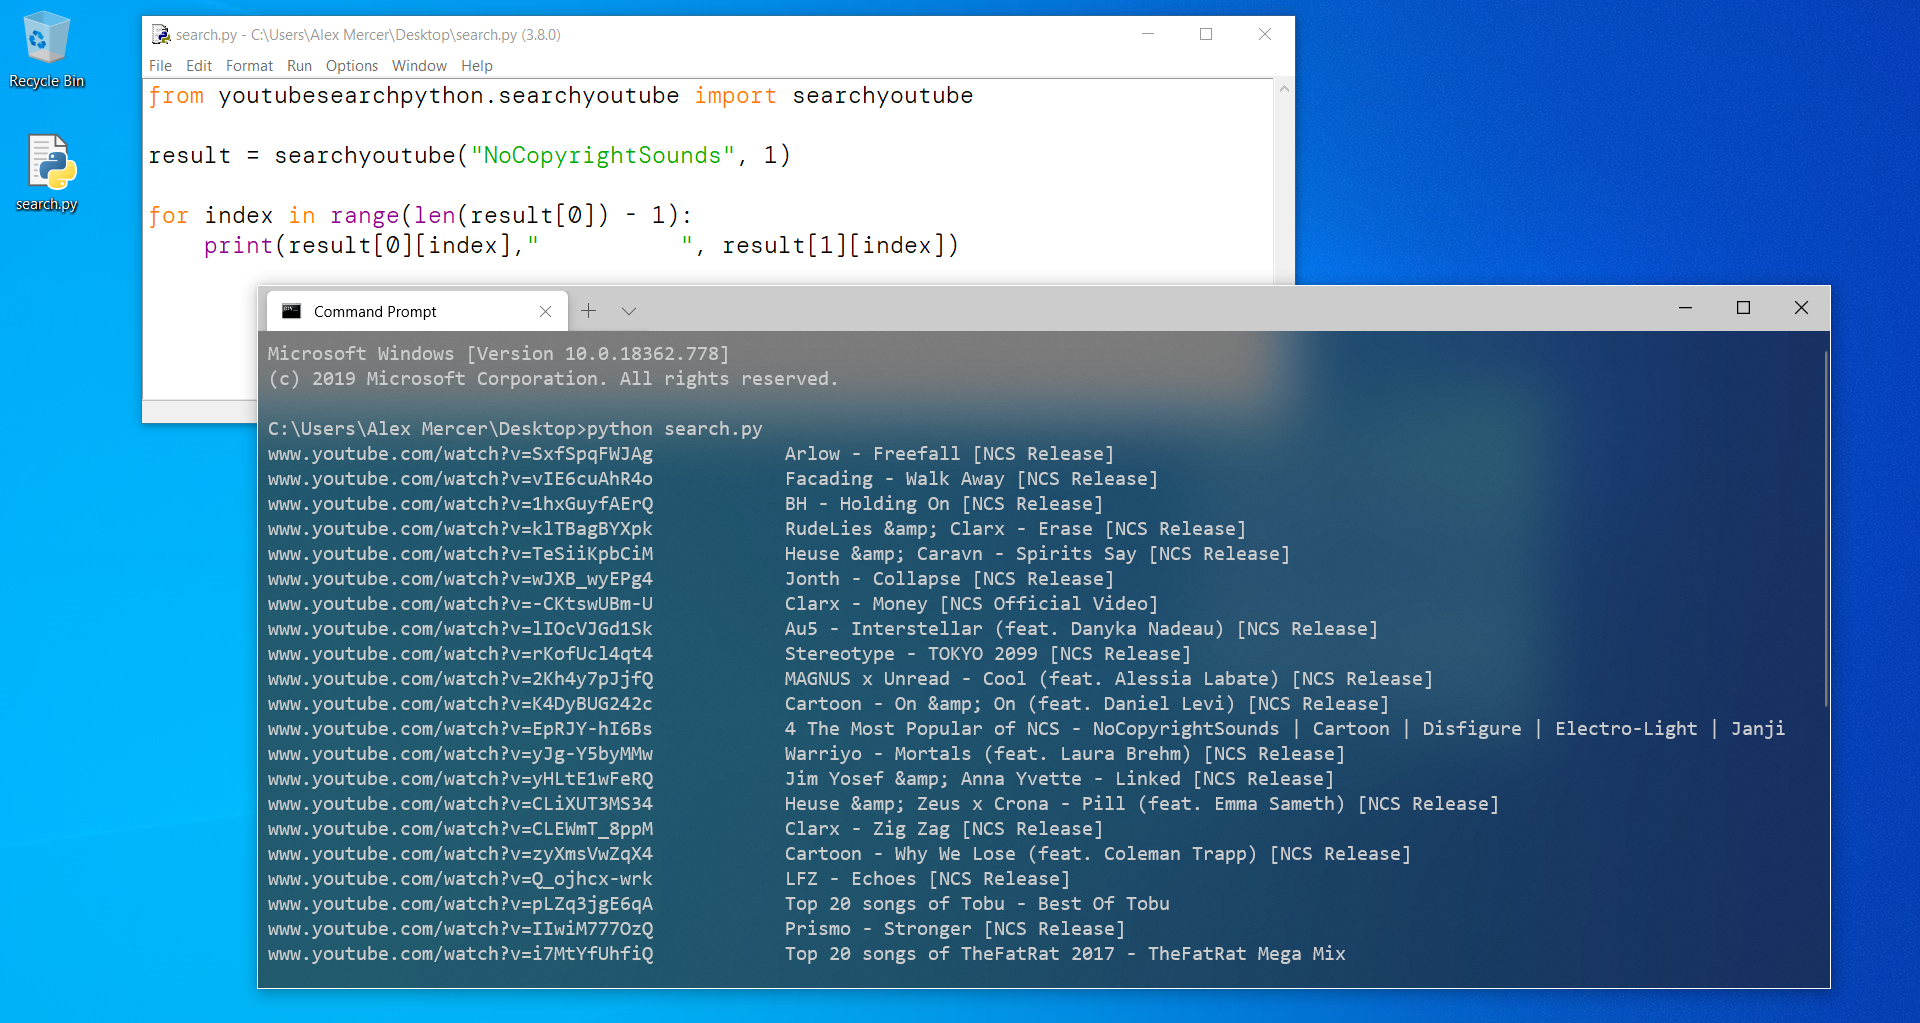 Recycle Bin
search.py
search.py - C:\Users\Alex Mercer\Desktop\search.py (3.8.0)
File Edit Format Run Options Window Help
from youtubesearchpython.searchyoutube import searchyoutube
result = searchyoutube("NoCopyrightSounds", 1)
for index in range(len(result[0]) - 1):
    print(result[0][index],"          ", result[1][index])
Command Prompt
Microsoft Windows [Version 10.0.18362.778]
(c) 2019 Microsoft Corporation. All rights reserved.
C:\Users\Alex Mercer\Desktop>python search.py
www.youtube.com/watch?v=SxfSpqFWJAg            Arlow - Freefall [NCS Release]
www.youtube.com/watch?v=vIE6cuAhR4o            Facading - Walk Away [NCS Release]
www.youtube.com/watch?v=1hxGuyfAErQ            BH - Holding On [NCS Release]
www.youtube.com/watch?v=klTBagBYXpk            RudeLies &amp; Clarx - Erase [NCS Release]
www.youtube.com/watch?v=TeSiiKpbCiM            Heuse &amp; Caravn - Spirits Say [NCS Release]
www.youtube.com/watch?v=wJXB_wyEPg4            Jonth - Collapse [NCS Release]
www.youtube.com/watch?v=-CKtswUBm-U            Clarx - Money [NCS Official Video]
www.youtube.com/watch?v=lIOcVJGd1Sk            Au5 - Interstellar (feat. Danyka Nadeau) [NCS Release]
www.youtube.com/watch?v=rKofUcl4qt4            Stereotype - TOKYO 2099 [NCS Release]
www.youtube.com/watch?v=2Kh4y7pJjfQ            MAGNUS x Unread - Cool (feat. Alessia Labate) [NCS Release]
www.youtube.com/watch?v=K4DyBUG242c            Cartoon - On &amp; On (feat. Daniel Levi) [NCS Release]
www.youtube.com/watch?v=EpRJY-hI6Bs            4 The Most Popular of NCS - NoCopyrightSounds | Cartoon | Disfigure | Electro-Light | Janji
www.youtube.com/watch?v=yJg-Y5byMMw            Warriyo - Mortals (feat. Laura Brehm) [NCS Release]
www.youtube.com/watch?v=yHLtE1wFeRQ            Jim Yosef &amp; Anna Yvette - Linked [NCS Release]
www.youtube.com/watch?v=CLiXUT3MS34            Heuse &amp; Zeus x Crona - Pill (feat. Emma Sameth) [NCS Release]
www.youtube.com/watch?v=CLEWmT_8ppM            Clarx - Zig Zag [NCS Release]
www.youtube.com/watch?v=zyXmsVwZqX4            Cartoon - Why We Lose (feat. Coleman Trapp) [NCS Release]
www.youtube.com/watch?v=Q_ojhcx-wrk            LFZ - Echoes [NCS Release]
www.youtube.com/watch?v=pLZq3jgE6qA            Top 20 songs of Tobu - Best Of Tobu
www.youtube.com/watch?v=IIwiM777OzQ            Prismo - Stronger [NCS Release]
www.youtube.com/watch?v=i7MtYfUhfiQ            Top 20 songs of TheFatRat 2017 - TheFatRat Mega Mix